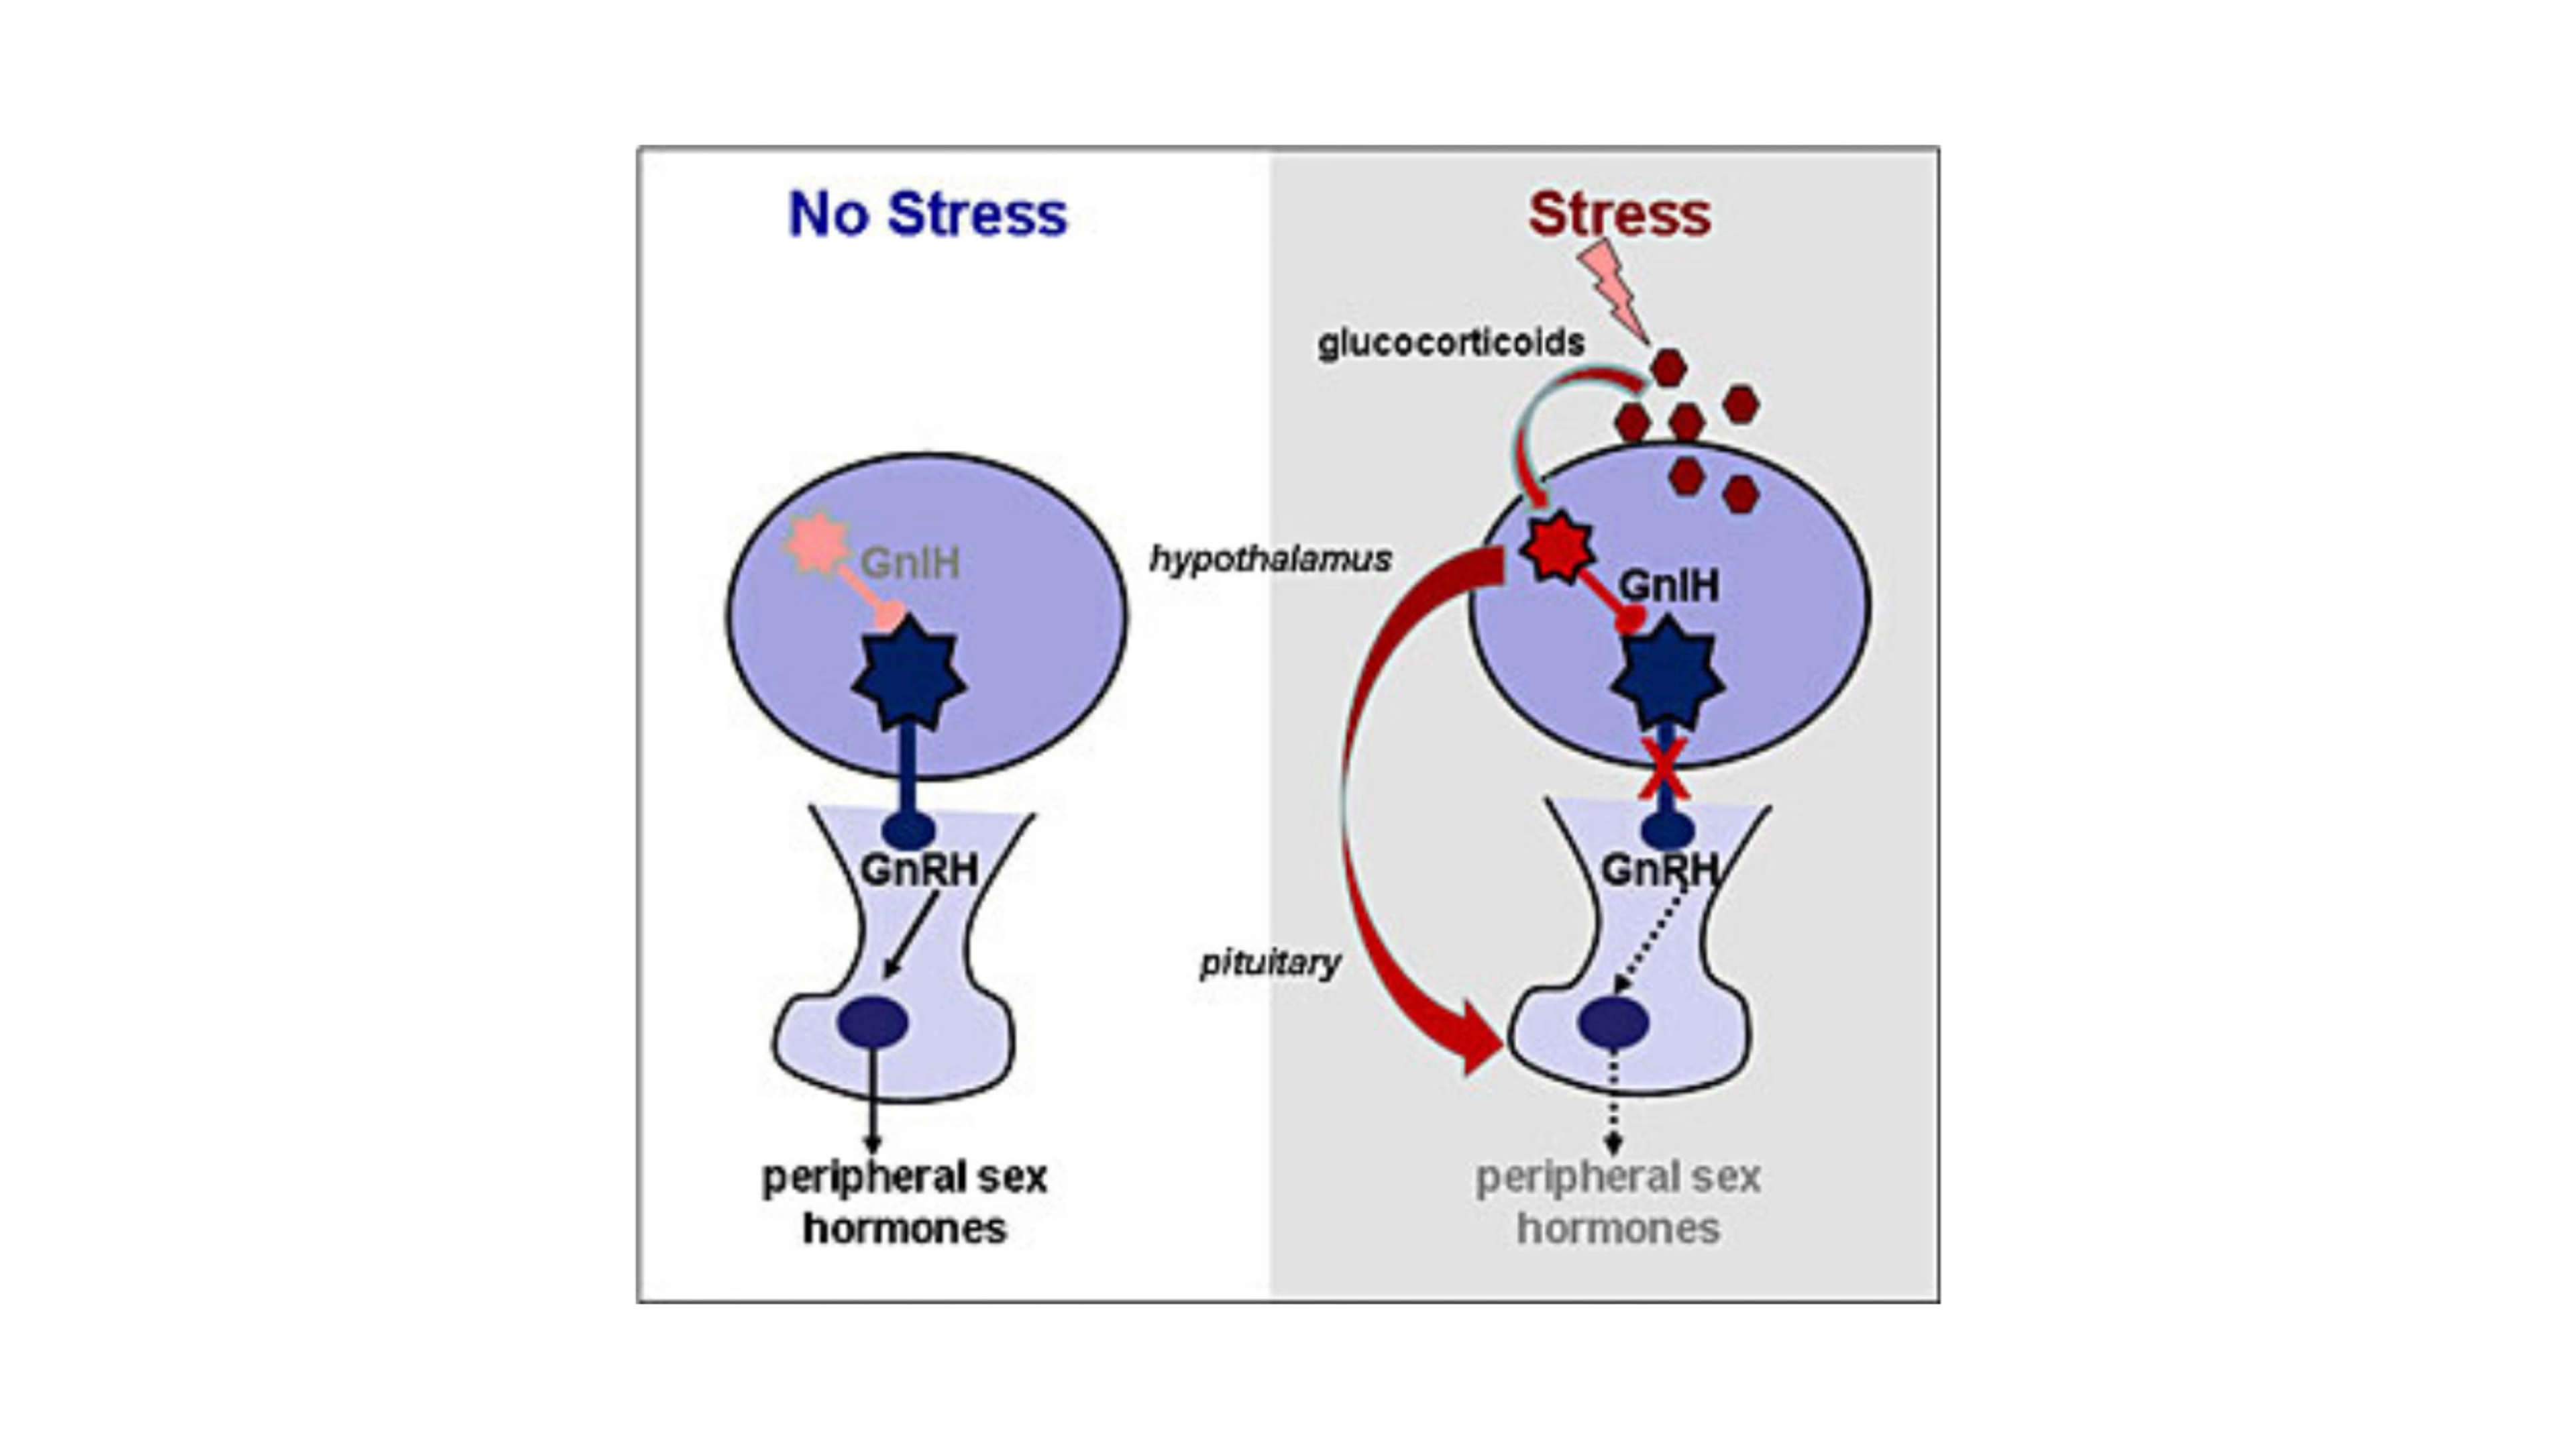 No Stress
Stress
glucocorticoids
GnIH
hypothalamus
GnIH
GnRH
GnRH
pituitary
peripheral sex
hormones
peripheral sex
hormones